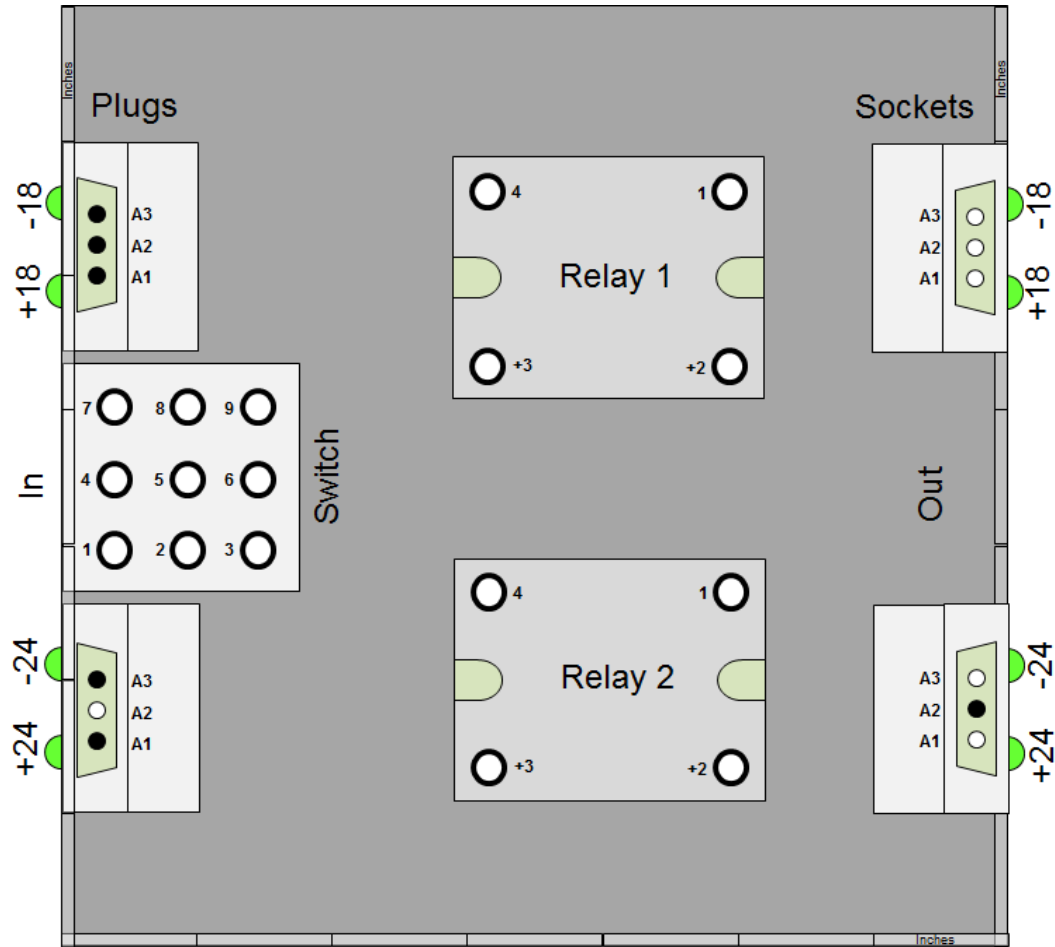 Inches
Inches
Plugs
Sockets
-18
+18
A3
A2
A1
4
1
Relay 1
+3
+2
A3
A2
A1
-18
+18
In
7
8
9
4
5
6
1
2
3
Switch
Out
-24
+24
A3
A2
A1
4
1
Relay 2
+3
+2
A3
A2
A1
-24
+24
Inches